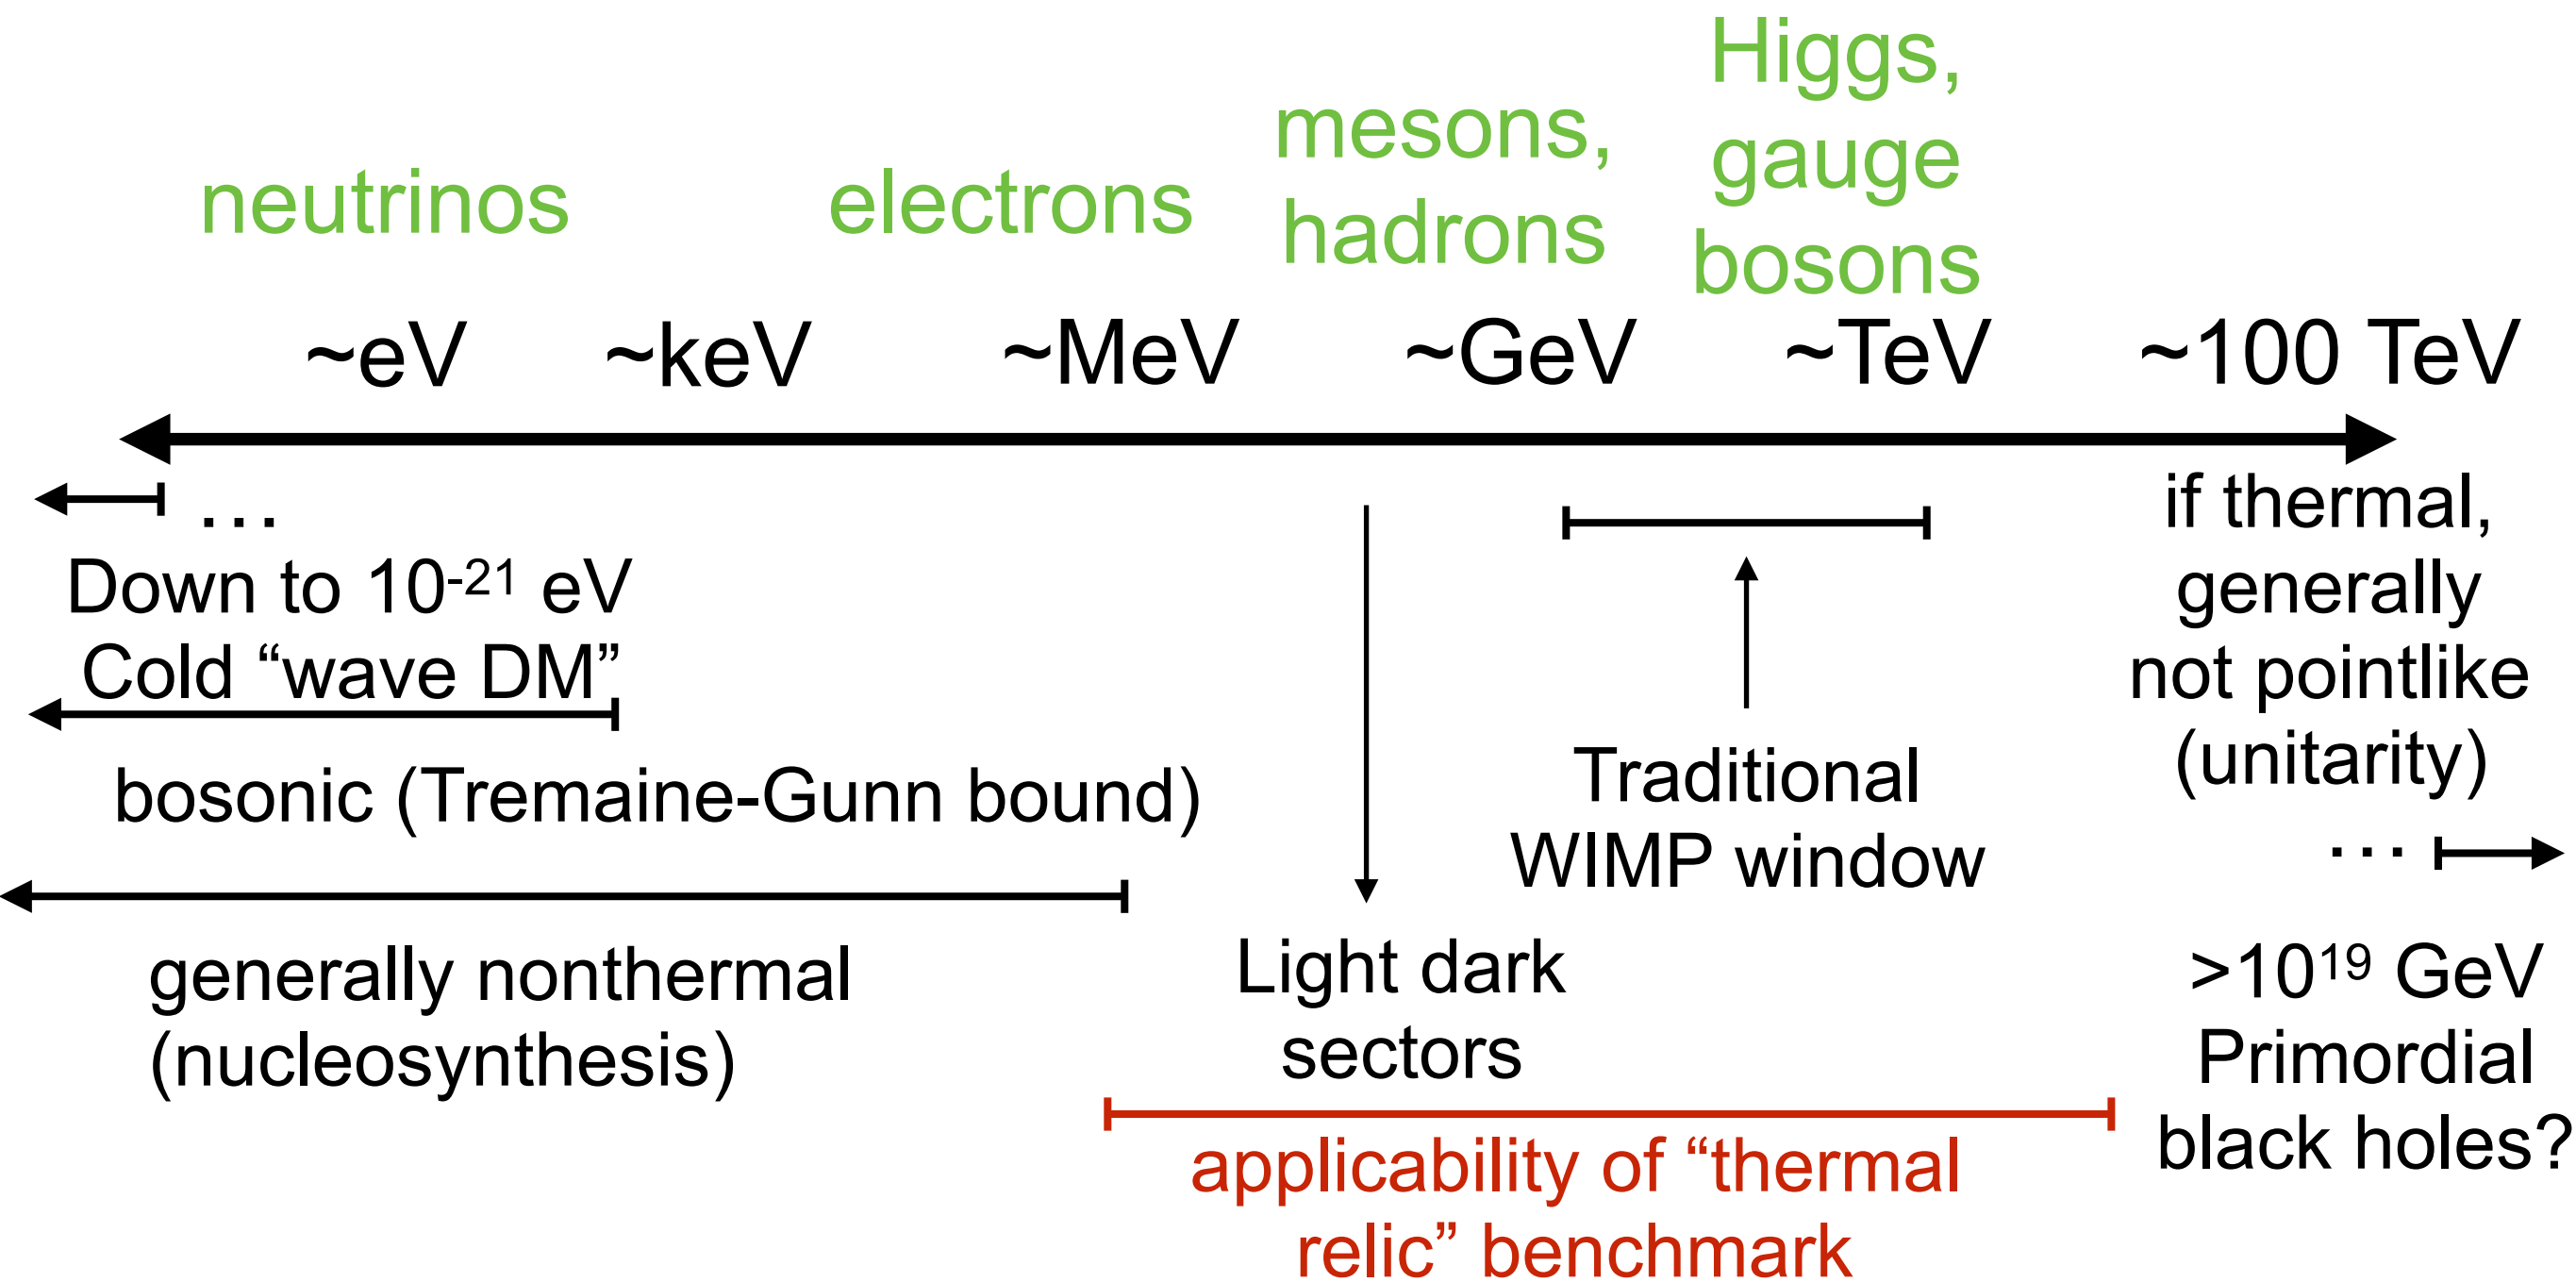 neutrinos
electrons
mesons,
hadrons
Higgs,
gauge
bosons
~eV
~keV
~MeV
~GeV
~TeV
~100 TeV
…
Down to 10⁻²¹ eV
Cold “wave DM”
bosonic (Tremaine-Gunn bound)
generally nonthermal
(nucleosynthesis)
Light dark
sectors
Traditional
WIMP window
applicability of “thermal
relic” benchmark
if thermal,
generally
not pointlike
(unitarity)
…
>10¹⁹ GeV
Primordial
black holes?